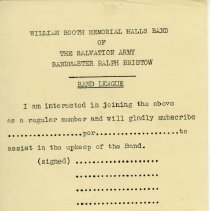 WILLIAM BOOTH MEMORIAL HALLS BAND
OF
THE SALVATION ARMY
BANDMASTER RALPH BRISTOW
BAND LEAGUE
I am interested in joining the above
as a regular member and will gladly subscribe
....................per....................to
assist in the upkeep of the Band.
(signed) ....................
....................
....................
....................